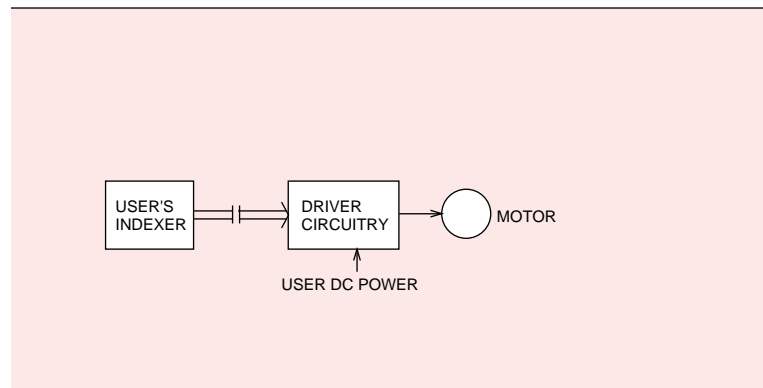 USER'S
INDEXER
DRIVER
CIRCUITRY
MOTOR
USER DC POWER